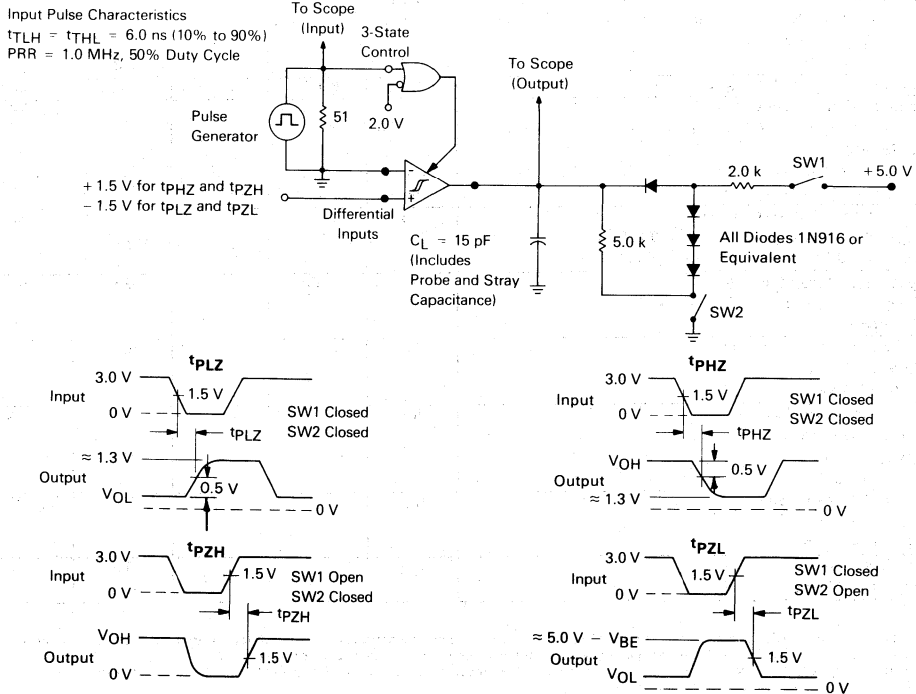 Input Pulse Characteristics
tTLH = tTHL = 6.0 ns (10% to 90%)
PRR = 1.0 MHz, 50% Duty Cycle
To Scope
(Input)
3-State
Control
To Scope
(Output)
Pulse
Generator
51
2.0 V
2.0 k
SW1
+5.0 V
+ 1.5 V for tPHZ and tPZH
− 1.5 V for tPLZ and tPZL
-
+
Differential
Inputs
CL = 15 pF
(Includes
Probe and Stray
Capacitance)
5.0 k
All Diodes 1N916 or
Equivalent
SW2
tPLZ
3.0 V
Input
1.5 V
0 V
SW1 Closed
SW2 Closed
tPLZ
≈ 1.3 V
Output
0.5 V
VOL
0 V
tPHZ
3.0 V
Input
1.5 V
0 V
SW1 Closed
SW2 Closed
tPHZ
VOH
0.5 V
Output
≈ 1.3 V
0 V
tPZH
3.0 V
Input
1.5 V
0 V
SW1 Open
SW2 Closed
tPZH
VOH
Output
1.5 V
0 V
tPZL
3.0 V
Input
1.5 V
0 V
SW1 Closed
SW2 Open
tPZL
≈ 5.0 V − VBE
Output
1.5 V
VOL
0 V